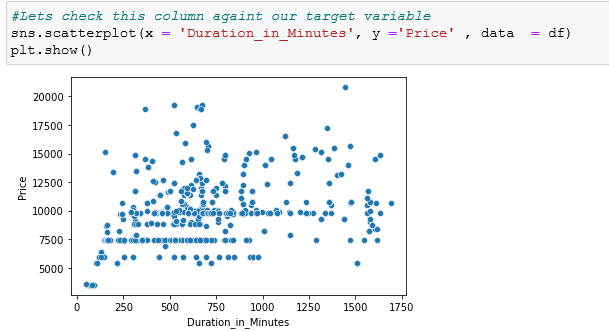 #Lets check this column againt our target variable
sns.scatterplot(x = 'Duration_in_Minutes', y ='Price' , data  = df)
plt.show()
20000
17500
15000
12500
10000
7500
5000
Price
0 250 500 750 1000 1250 1500 1750
Duration_in_Minutes